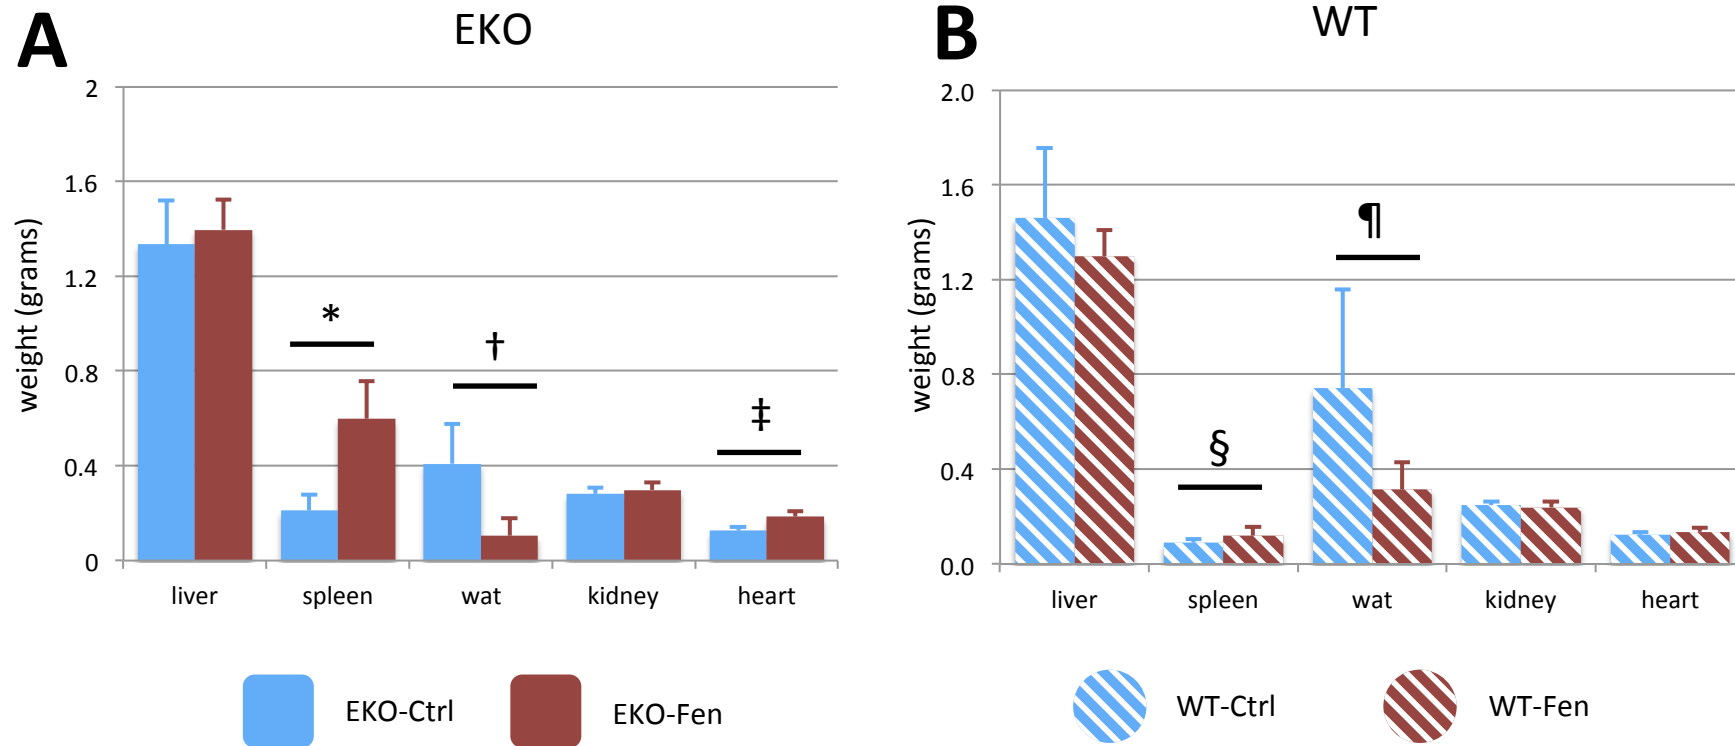 A
EKO
weight (grams)
2
1.6
1.2
0.8
0.4
0
*
†
‡
liver spleen wat kidney heart
EKO-Ctrl EKO-Fen
B
WT
weight (grams)
2.0
1.6
1.2
0.8
0.4
0.0
§
¶
liver spleen wat kidney heart
WT-Ctrl WT-Fen